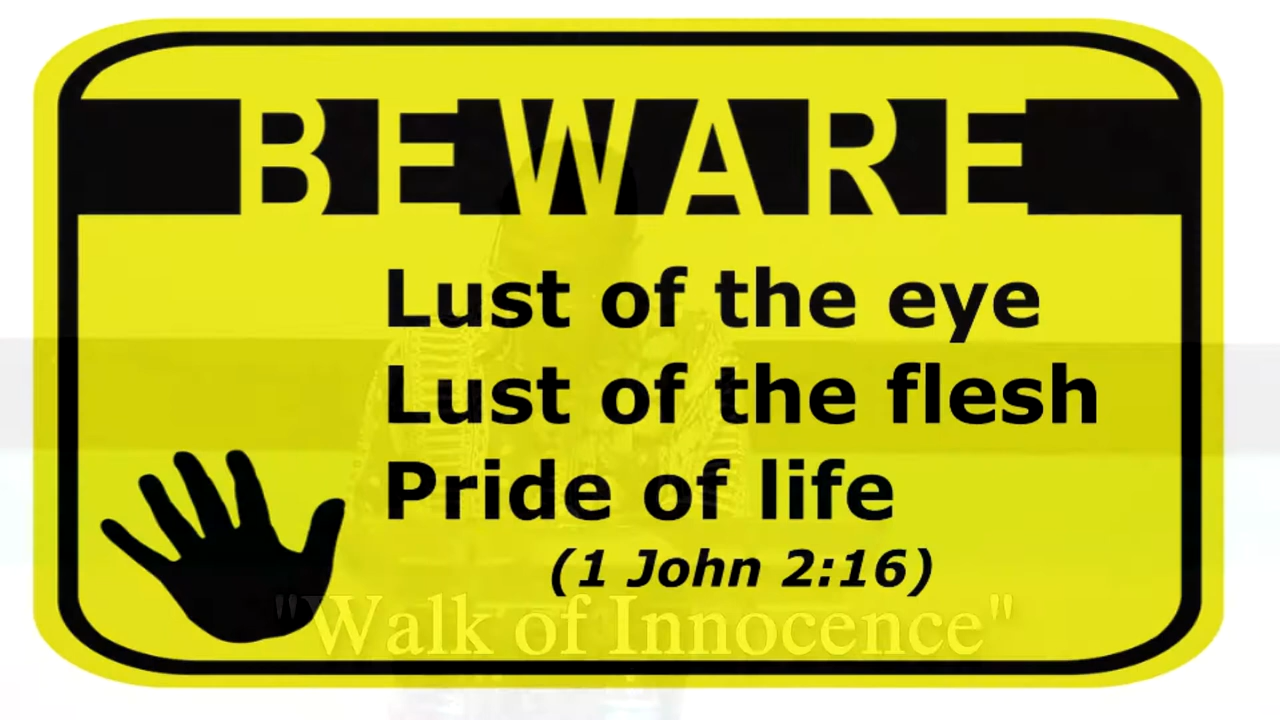 BEWARE
Lust of the eye
Lust of the flesh
Pride of life
(1 John 2:16)
"Walk of Innocence"